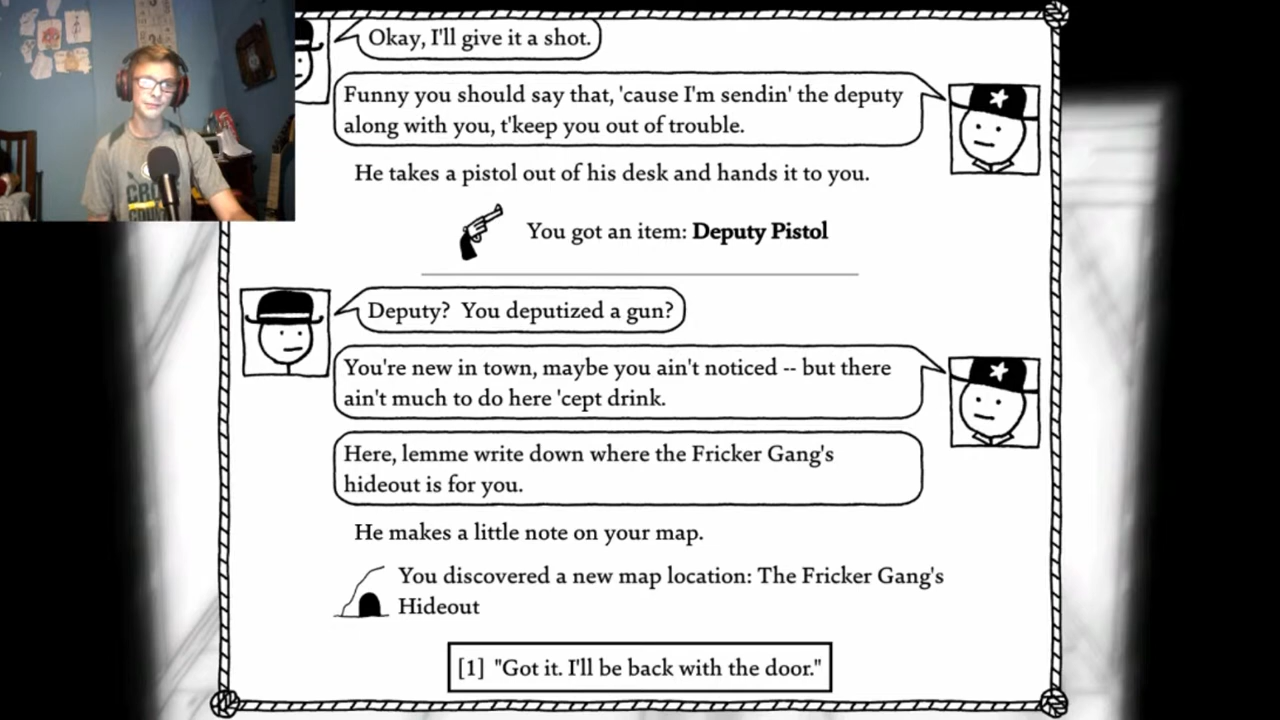 Okay, I'll give it a shot.
Funny you should say that, 'cause I'm sendin' the deputy
along with you, t'keep you out of trouble.
He takes a pistol out of his desk and hands it to you.
You got an item: Deputy Pistol
Deputy? You deputized a gun?
You're new in town, maybe you ain't noticed -- but there
ain't much to do here 'cept drink.
Here, lemme write down where the Fricker Gang's
hideout is for you.
He makes a little note on your map.
You discovered a new map location: The Fricker Gang's
Hideout
[1] "Got it. I'll be back with the door."